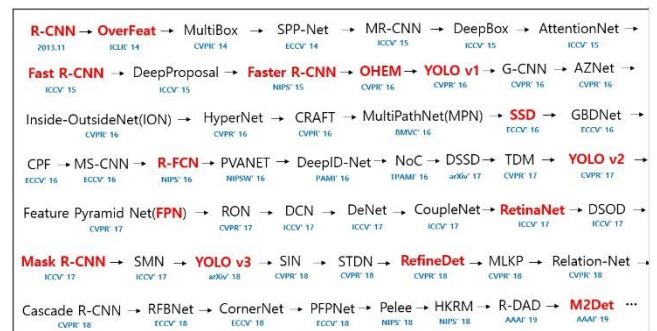 R-CNN → OverFeat → MultiBox → SPP-Net → MR-CNN → DeepBox → AttentionNet →
2013.11 ICLR' 14 CVPR' 14 ECCV' 14 ICCV' 15 ICCV' 15 ICCV' 15
Fast R-CNN → DeepProposal → Faster R-CNN → OHEM → YOLO v1 → G-CNN → AZNet →
ICCV' 15 ICCV' 15 NIPS' 15 CVPR' 16 CVPR' 16 CVPR' 16 CVPR' 16
Inside-OutsideNet(ION) → HyperNet → CRAFT → MultiPathNet(MPN) → SSD → GBDNet →
CVPR' 16 CVPR' 16 CVPR' 16 BMVC' 16 ECCV' 16 ECCV' 16
CPF → MS-CNN → R-FCN → PVANET → DeepID-Net → NoC → DSSD → TDM → YOLO v2 →
ECCV' 16 ECCV' 16 NIPS' 16 NIPSW' 16 PAMI' 16 TPAMI' 16 arXiv' 17 CVPR' 17 CVPR' 17
Feature Pyramid Net(FPN) → RON → DCN → DeNet → CoupleNet → RetinaNet → DSOD →
CVPR' 17 CVPR' 17 ICCV' 17 ICCV' 17 ICCV' 17 ICCV' 17 ICCV' 17
Mask R-CNN → SMN → YOLO v3 → SIN → STDN → RefineDet → MLKP → Relation-Net →
ICCV' 17 ICCV' 17 arXiv' 18 CVPR' 18 CVPR' 18 CVPR' 18 CVPR' 18 CVPR' 18
Cascade R-CNN → RFBNet → CornerNet → PFPNet → Pelee → HKRM → R-DAD → M2Det ···
CVPR' 18 ECCV' 18 ECCV' 18 ECCV' 18 NIPS' 18 NIPS' 18 AAAI' 19 AAAI' 19